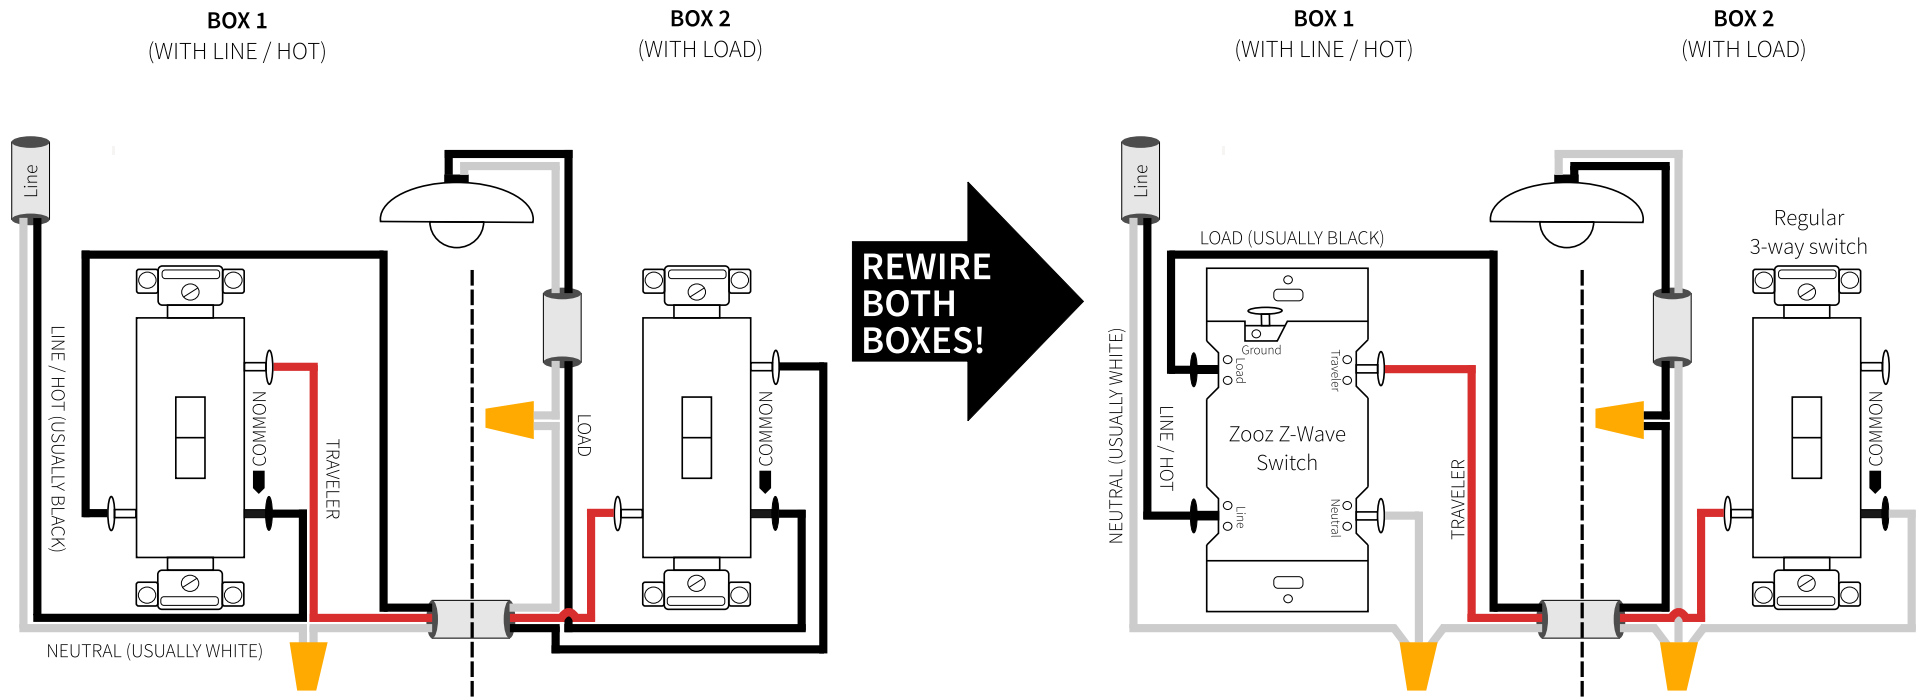 BOX 1
(WITH LINE / HOT)
BOX 2
(WITH LOAD)
Line
LINE / HOT (USUALLY BLACK)
COMMON
TRAVELER
LOAD
COMMON
NEUTRAL (USUALLY WHITE)
REWIRE
BOTH
BOXES!
BOX 1
(WITH LINE / HOT)
BOX 2
(WITH LOAD)
Line
LOAD (USUALLY BLACK)
Regular
3-way switch
NEUTRAL (USUALLY WHITE)
LINE / HOT
Ground
Load
Traveler
Zooz Z-Wave
Switch
Line
Neutral
TRAVELER
COMMON